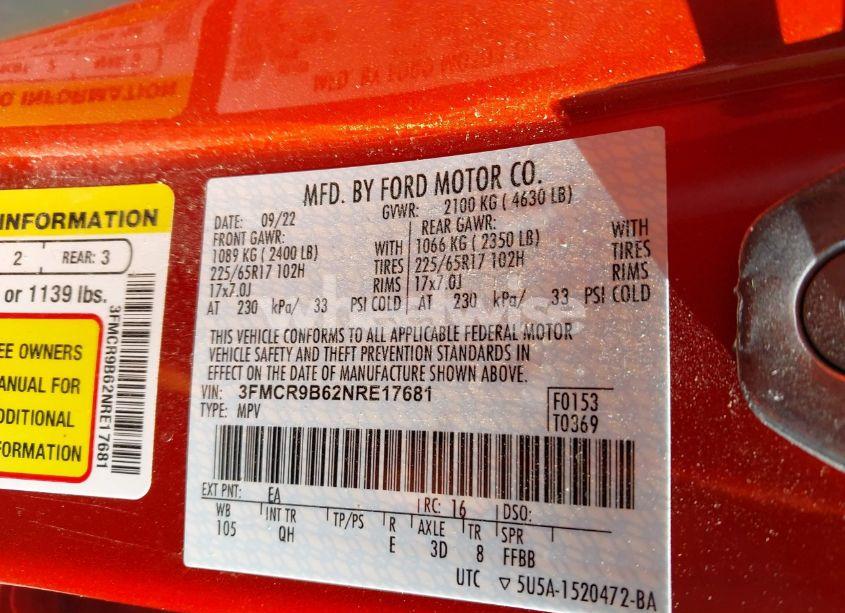 INFORMATION
2 REAR: 3
or 1139 lbs.
EE OWNERS
ANUAL FOR
DDITIONAL
FORMATION
3FMCR9B62NRE17681
MFD. BY FORD MOTOR CO.
DATE: 09/22 GVWR: 2100 KG ( 4630 LB)
FRONT GAWR: REAR GAWR:
1089 KG ( 2400 LB) WITH 1066 KG ( 2350 LB) WITH
225/65R17 102H TIRES 225/65R17 102H TIRES
17x7.0J RIMS 17x7.0J RIMS
AT 230 kPa/ 33 PSI COLD AT 230 kPa/ 33 PSI COLD
THIS VEHICLE CONFORMS TO ALL APPLICABLE FEDERAL MOTOR
VEHICLE SAFETY AND THEFT PREVENTION STANDARDS IN
EFFECT ON THE DATE OF MANUFACTURE SHOWN ABOVE.
VIN: 3FMCR9B62NRE17681
TYPE: MPV
F0153
T0369
EXT PNT: EA RC: 16 DSO:
WB INT TR TP/PS R AXLE TR SPR
105 QH E 3D 8 FFBB
UTC ▽5U5A-1520472-BA